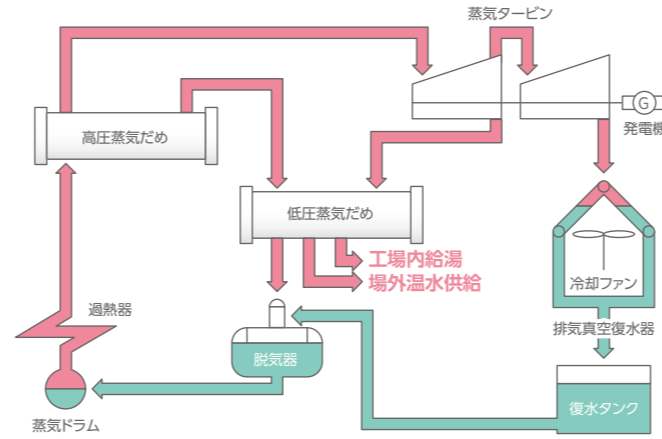 蒸気タービン
G
発電機
高圧蒸気だめ
低圧蒸気だめ
工場内給湯
場外温水供給
冷却ファン
過熱器
排気真空復水器
脱気器
復水タンク
蒸気ドラム